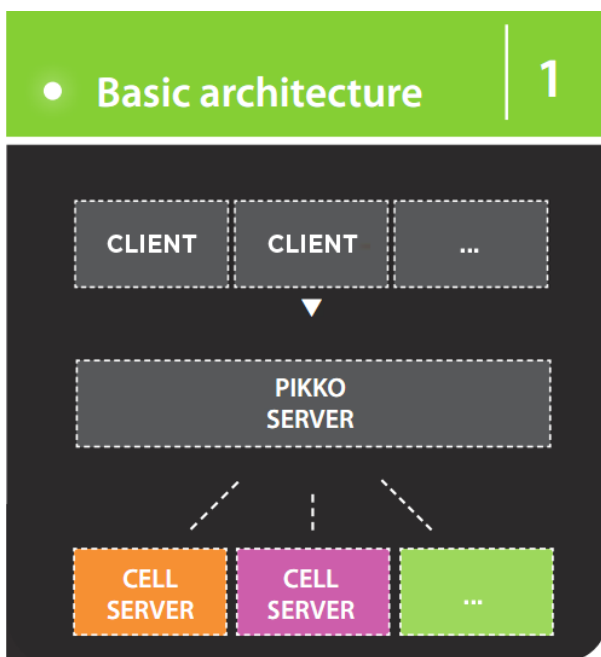 Basic architecture
1
CLIENT
CLIENT
...
PIKKO
SERVER
CELL
SERVER
CELL
SERVER
...